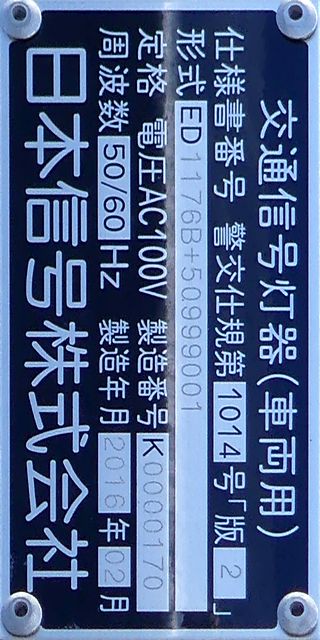 交通信号灯器(車両用)
仕様書番号 警交仕規第1014号「版2」
形式 ED1176B+50999001
定格 電圧AC100V 製造番号 K0000170
周波数 50/60 Hz 製造年月 2016年02月
日本信号株式会社